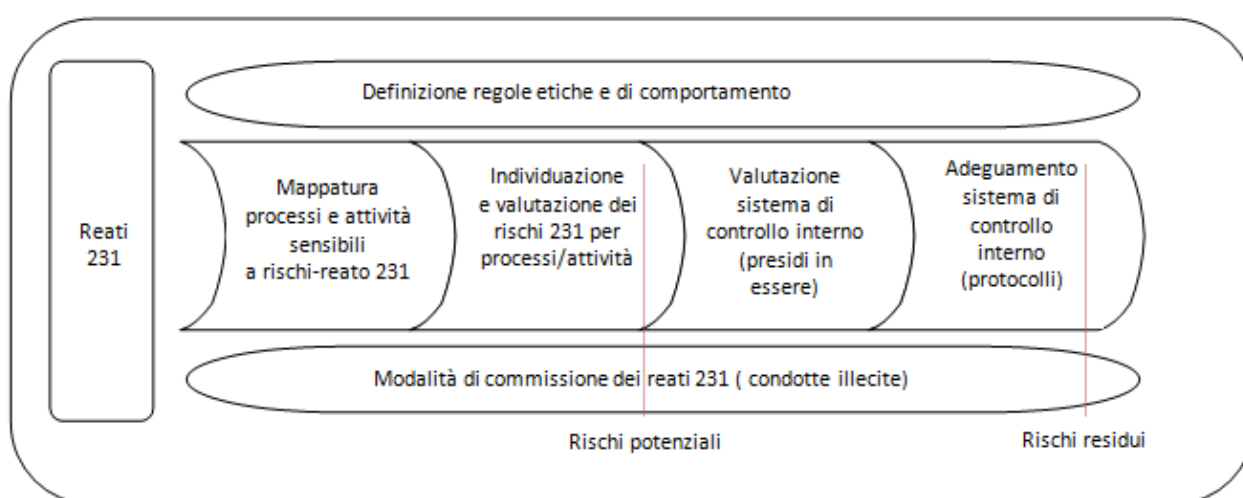 Definizione regole etiche e di comportamento
Reati
231
Mappatura
processi e attività
sensibili
a rischi-reato 231
Individuazione
e valutazione dei
rischi 231 per
processi/attività
Valutazione
sistema di
controllo interno
(presidi in
essere)
Adeguamento
sistema di
controllo
interno
(protocolli)
Modalità di commissione dei reati 231 ( condotte illecite)
Rischi potenziali
Rischi residui